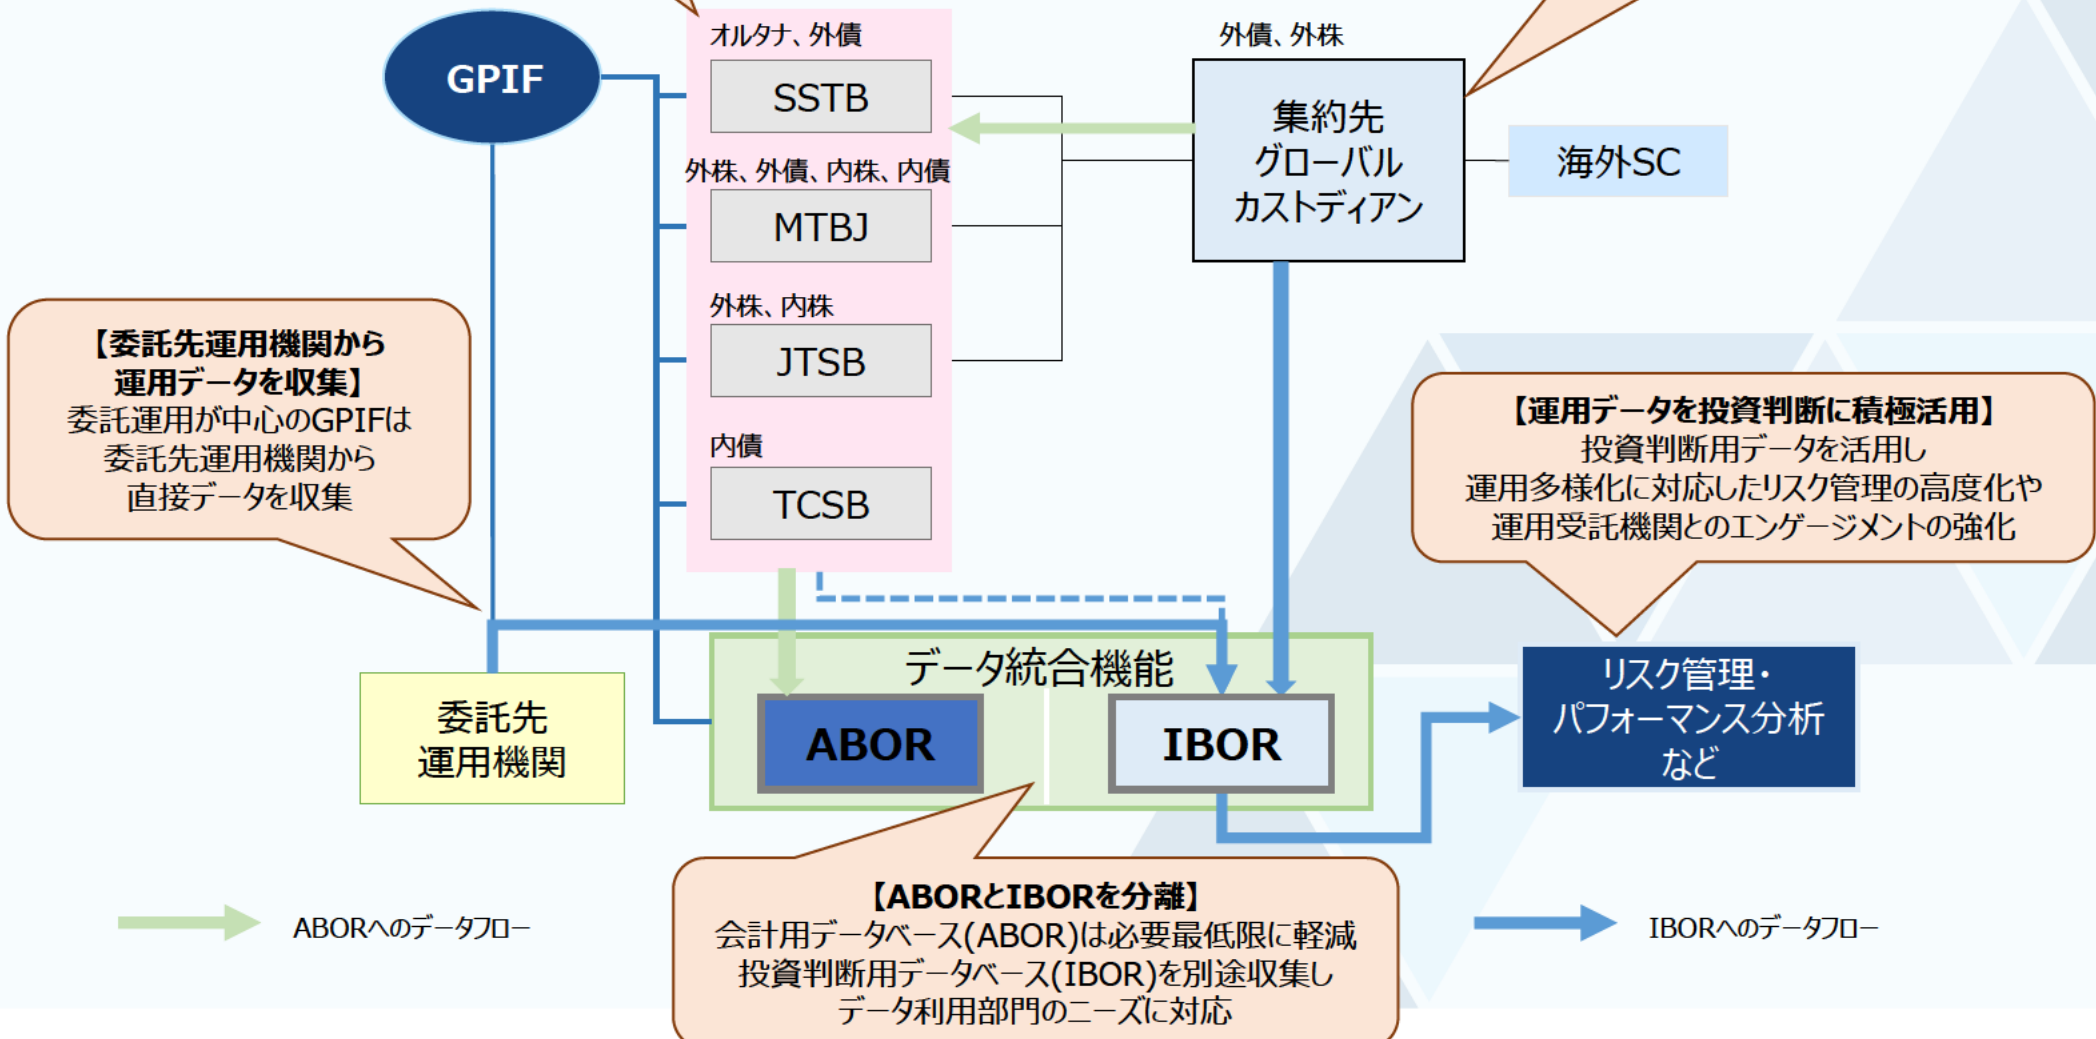 GPIF
オルタナ、外債
SSTB
外株、外債、内株、内債
MTBJ
外株、内株
JTSB
内債
TCSB
外債、外株
集約先
グローバル
カストディアン
海外SC
【委託先運用機関から
運用データを収集】
委託運用が中心のGPIFは
委託先運用機関から
直接データを収集
【運用データを投資判断に積極活用】
投資判断用データを活用し
運用多様化に対応したリスク管理の高度化や
運用受託機関とのエンゲージメントの強化
委託先
運用機関
データ統合機能
ABOR
IBOR
リスク管理・
パフォーマンス分析
など
【ABORとIBORを分離】
会計用データベース(ABOR)は必要最低限に軽減
投資判断用データベース(IBOR)を別途収集し
データ利用部門のニーズに対応
ABORへのデータフロー
IBORへのデータフロー